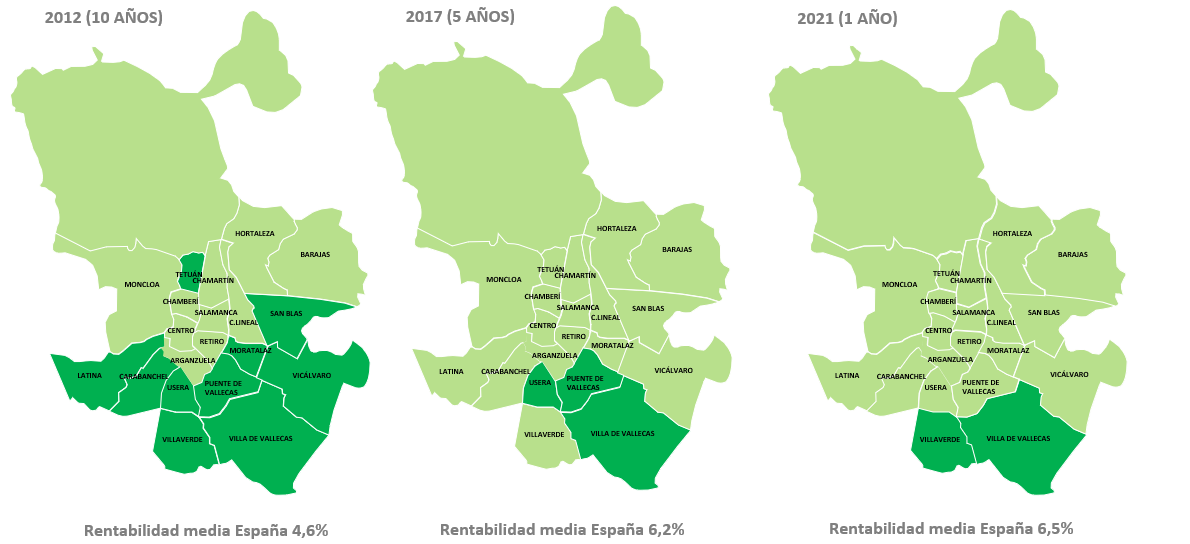 2012 (10 AÑOS)
HORTALEZA
BARAJAS
TETUÁN
CHAMARTÍN
MONCLOA
CHAMBERÍ
SALAMANCA
SAN BLAS
C.LINEAL
CENTRO
RETIRO
MORATALAZ
ARGANZUELA
LATINA
CARABANCHEL
VICÁLVARO
USERA
PUENTE DE
VALLECAS
VILLAVERDE
VILLA DE VALLECAS
Rentabilidad media España 4,6%
2017 (5 AÑOS)
HORTALEZA
BARAJAS
TETUÁN
CHAMARTÍN
MONCLOA
CHAMBERÍ
SALAMANCA
SAN BLAS
C.LINEAL
CENTRO
RETIRO
MORATALAZ
ARGANZUELA
LATINA
CARABANCHEL
VICÁLVARO
USERA
PUENTE DE
VALLECAS
VILLAVERDE
VILLA DE VALLECAS
Rentabilidad media España 6,2%
2021 (1 AÑO)
HORTALEZA
BARAJAS
TETUÁN
CHAMARTÍN
MONCLOA
CHAMBERÍ
SALAMANCA
SAN BLAS
C.LINEAL
CENTRO
RETIRO
MORATALAZ
ARGANZUELA
LATINA
CARABANCHEL
VICÁLVARO
USERA
PUENTE DE
VALLECAS
VILLAVERDE
VILLA DE VALLECAS
Rentabilidad media España 6,5%